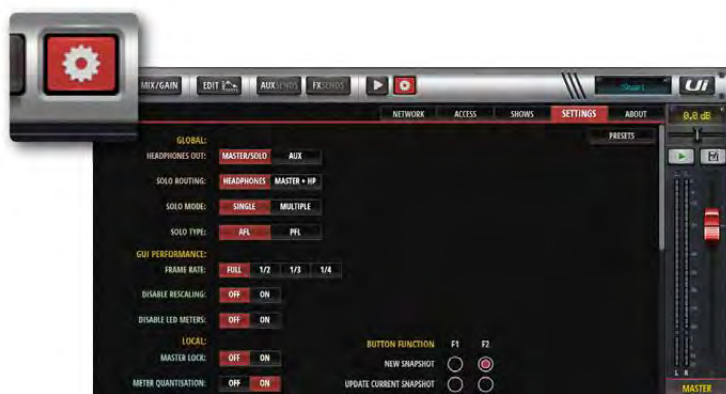 MIX/GAIN EDIT AUX SENDS FX SENDS Ui
NETWORK ACCESS SHOWS SETTINGS ABOUT 0,0 dB
GLOBAL: PRESETS
HEADPHONES OUT: MASTER/SOLO AUX
SOLO ROUTING: HEADPHONES MASTER + HP
SOLO MODE: SINGLE MULTIPLE
SOLO TYPE: AFL PFL
GUI PERFORMANCE:
FRAME RATE: FULL 1/2 1/3 1/4
DISABLE RESCALING: OFF ON
DISABLE LED METERS: OFF ON
LOCAL: BUTTON FUNCTION F1 F2
MASTER LOCK: OFF ON NEW SNAPSHOT
METER QUANTISATION: OFF ON UPDATE CURRENT SNAPSHOT
L R
MASTER